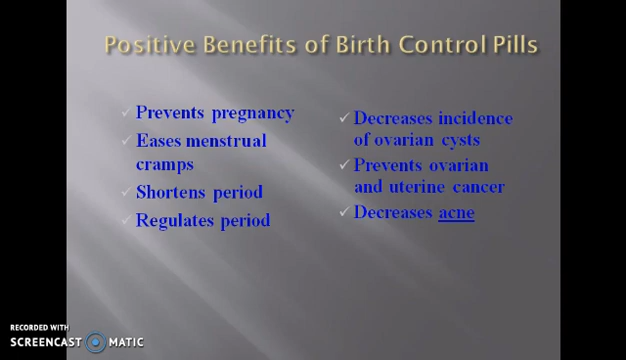 Positive Benefits of Birth Control Pills
Prevents pregnancy
Eases menstrual
cramps
Shortens period
Regulates period
Decreases incidence
of ovarian cysts
Prevents ovarian
and uterine cancer
Decreases acne
RECORDED WITH
SCREENCAST MATIC